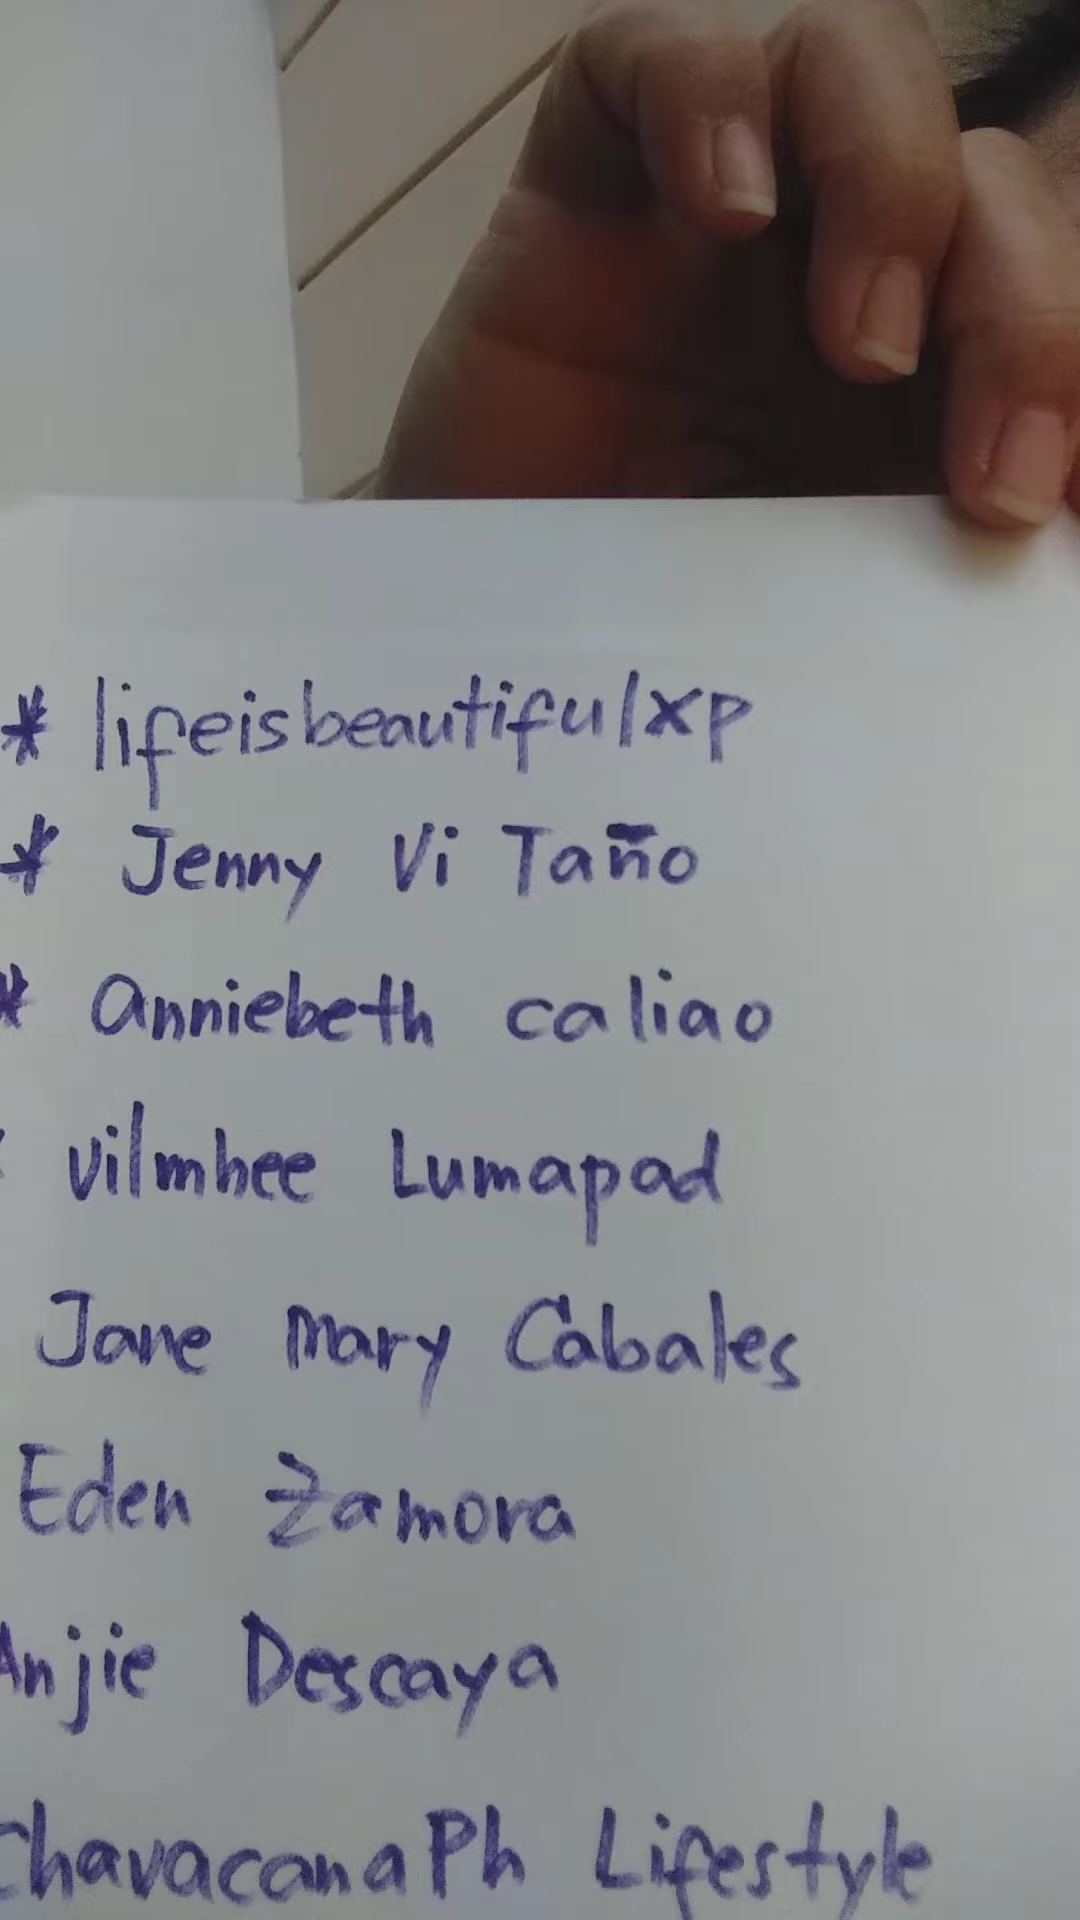 * lifeisbeautifulxp
* Jenny Vi Taño
* Anniebeth caliao
vilmhee Lumapad
Jane Mary Cabales
Eden Zamora
Anjie Descaya
ChavacanaPh Lifestyle